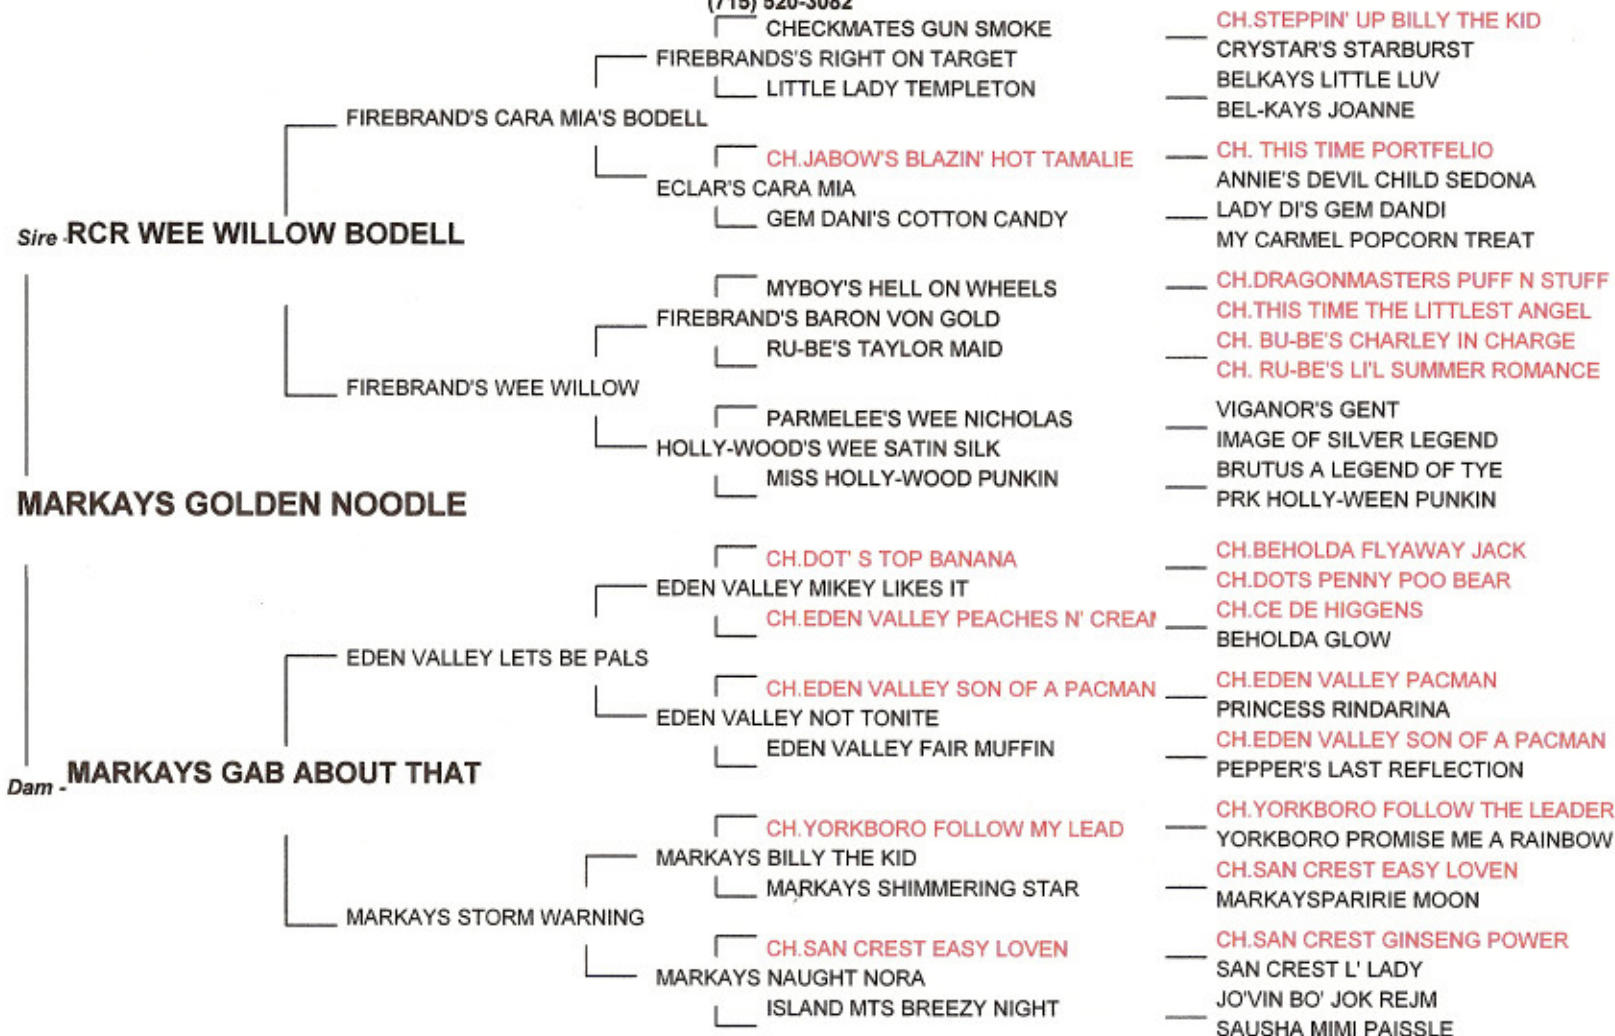 (715) 520-3082
CHECKMATES GUN SMOKE
CH.STEPPIN' UP BILLY THE KID
CRYSTAR'S STARBURST
FIREBRANDS'S RIGHT ON TARGET
LITTLE LADY TEMPLETON
BELKAYS LITTLE LUV
BEL-KAYS JOANNE
FIREBRAND'S CARA MIA'S BODELL
CH.JABOW'S BLAZIN' HOT TAMALIE
CH. THIS TIME PORTFELIO
ANNIE'S DEVIL CHILD SEDONA
ECLAR'S CARA MIA
GEM DANI'S COTTON CANDY
LADY DI'S GEM DANDI
MY CARMEL POPCORN TREAT
Sire - RCR WEE WILLOW BODELL
MYBOY'S HELL ON WHEELS
CH.DRAGONMASTERS PUFF N STUFF
CH.THIS TIME THE LITTLEST ANGEL
FIREBRAND'S BARON VON GOLD
RU-BE'S TAYLOR MAID
CH. BU-BE'S CHARLEY IN CHARGE
CH. RU-BE'S LI'L SUMMER ROMANCE
FIREBRAND'S WEE WILLOW
PARMELEE'S WEE NICHOLAS
VIGANOR'S GENT
IMAGE OF SILVER LEGEND
HOLLY-WOOD'S WEE SATIN SILK
MISS HOLLY-WOOD PUNKIN
BRUTUS A LEGEND OF TYE
PRK HOLLY-WEEN PUNKIN
MARKAYS GOLDEN NOODLE
CH.DOT' S TOP BANANA
CH.BEHOLDA FLYAWAY JACK
CH.DOTS PENNY POO BEAR
EDEN VALLEY MIKEY LIKES IT
CH.EDEN VALLEY PEACHES N' CREAM
CH.CE DE HIGGENS
BEHOLDA GLOW
EDEN VALLEY LETS BE PALS
CH.EDEN VALLEY SON OF A PACMAN
CH.EDEN VALLEY PACMAN
PRINCESS RINDARINA
EDEN VALLEY NOT TONITE
EDEN VALLEY FAIR MUFFIN
CH.EDEN VALLEY SON OF A PACMAN
PEPPER'S LAST REFLECTION
Dam - MARKAYS GAB ABOUT THAT
CH.YORKBORO FOLLOW MY LEAD
CH.YORKBORO FOLLOW THE LEADER
YORKBORO PROMISE ME A RAINBOW
MARKAYS BILLY THE KID
MARKAYS SHIMMERING STAR
CH.SAN CREST EASY LOVEN
MARKAYSPARIRIE MOON
MARKAYS STORM WARNING
CH.SAN CREST EASY LOVEN
CH.SAN CREST GINSENG POWER
SAN CREST L' LADY
MARKAYS NAUGHT NORA
ISLAND MTS BREEZY NIGHT
JO'VIN BO' JOK REJM
SAUSHA MIMI PAISSLE